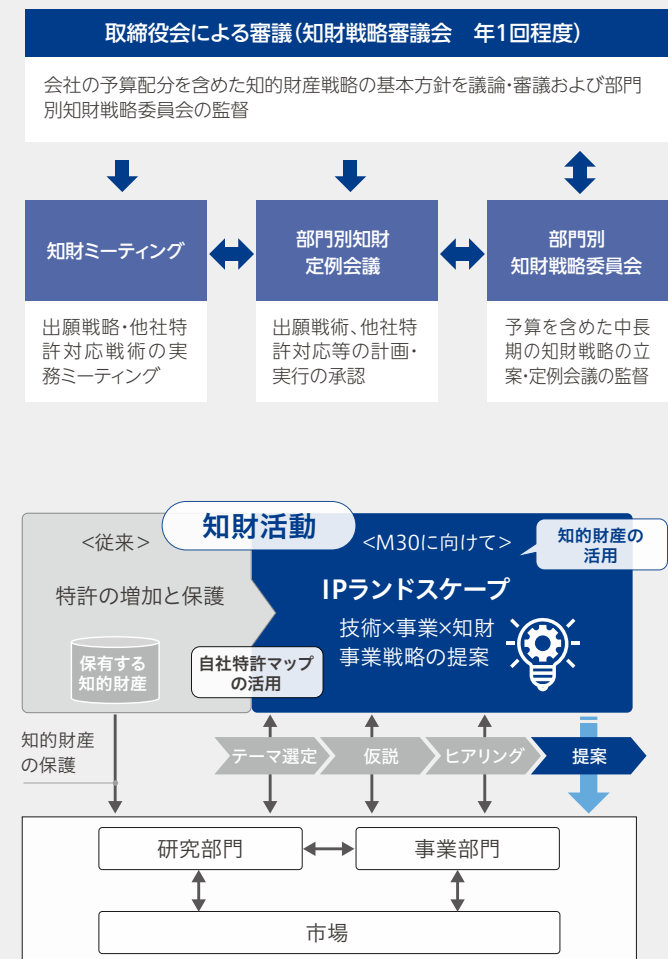 取締役会による審議（知財戦略審議会　年1回程度）
会社の予算配分を含めた知的財産戦略の基本方針を議論・審議および部門
別知財戦略委員会の監督
知財ミーティング
出願戦略・他社特
許対応戦術の実
務ミーティング
部門別知財
定例会議
出願戦術、他社特
許対応等の計画・
実行の承認
部門別
知財戦略委員会
予算を含めた中長
期の知財戦略の立
案・定例会議の監督
知財活動
<従来>
特許の増加と保護
保有する
知的財産
<M30に向けて>
知的財産の
活用
IPランドスケープ
技術×事業×知財
事業戦略の提案
自社特許マップ
の活用
知的財産
の保護
テーマ選定
仮説
ヒアリング
提案
研究部門
事業部門
市場